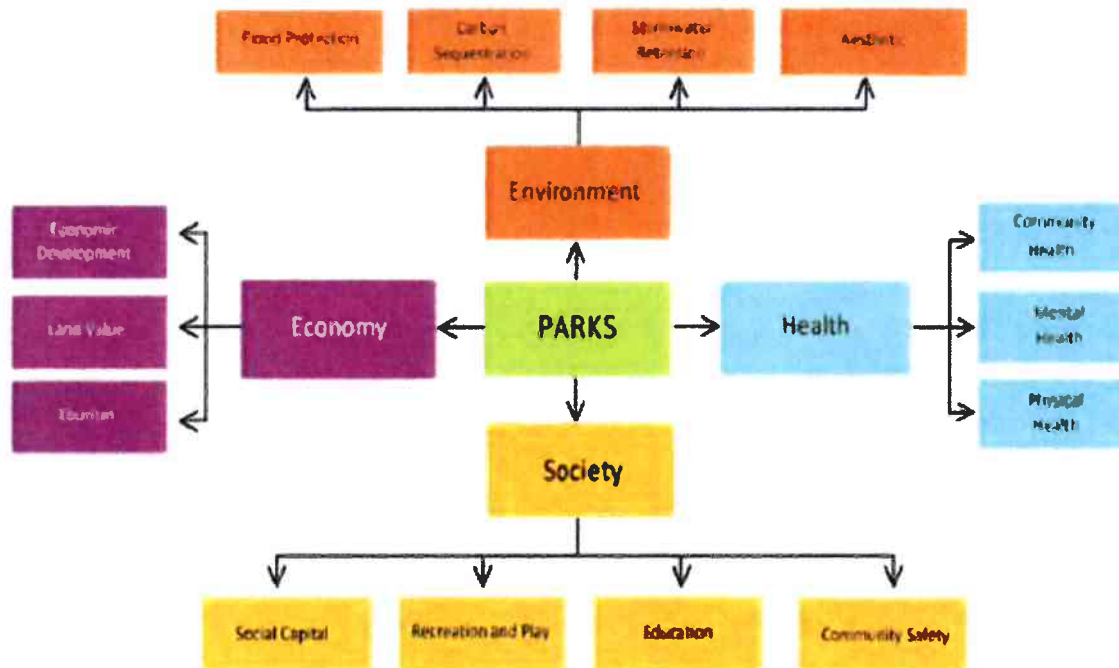 Flood Protection
Carbon
Sequestration
Stormwater
Retention
Aesthetic
Environment
Economic
Development
Community
Health
Economy
PARKS
Health
Land Value
Mental
Health
Tourism
Physical
Health
Society
Social Capital
Recreation and Play
Education
Community Safety